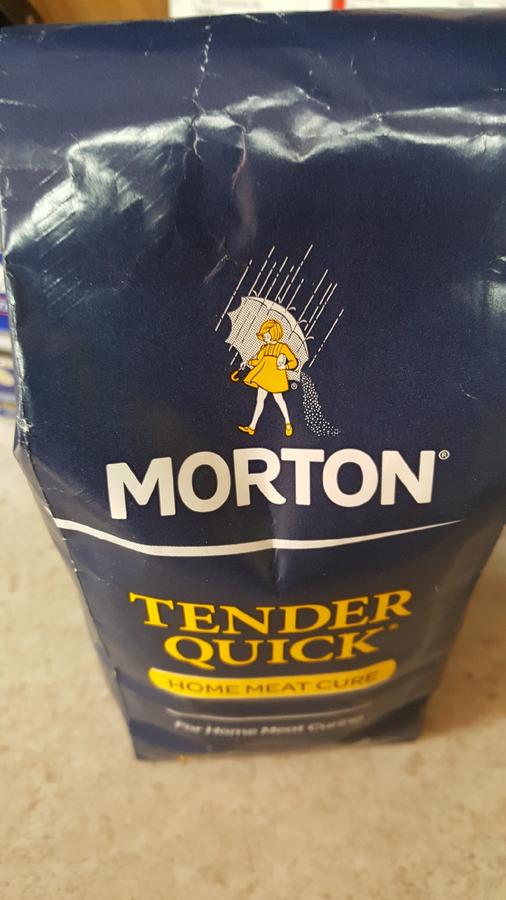 MORTON®
TENDER
QUICK®
HOME MEAT CURE
For Home Meat Curing